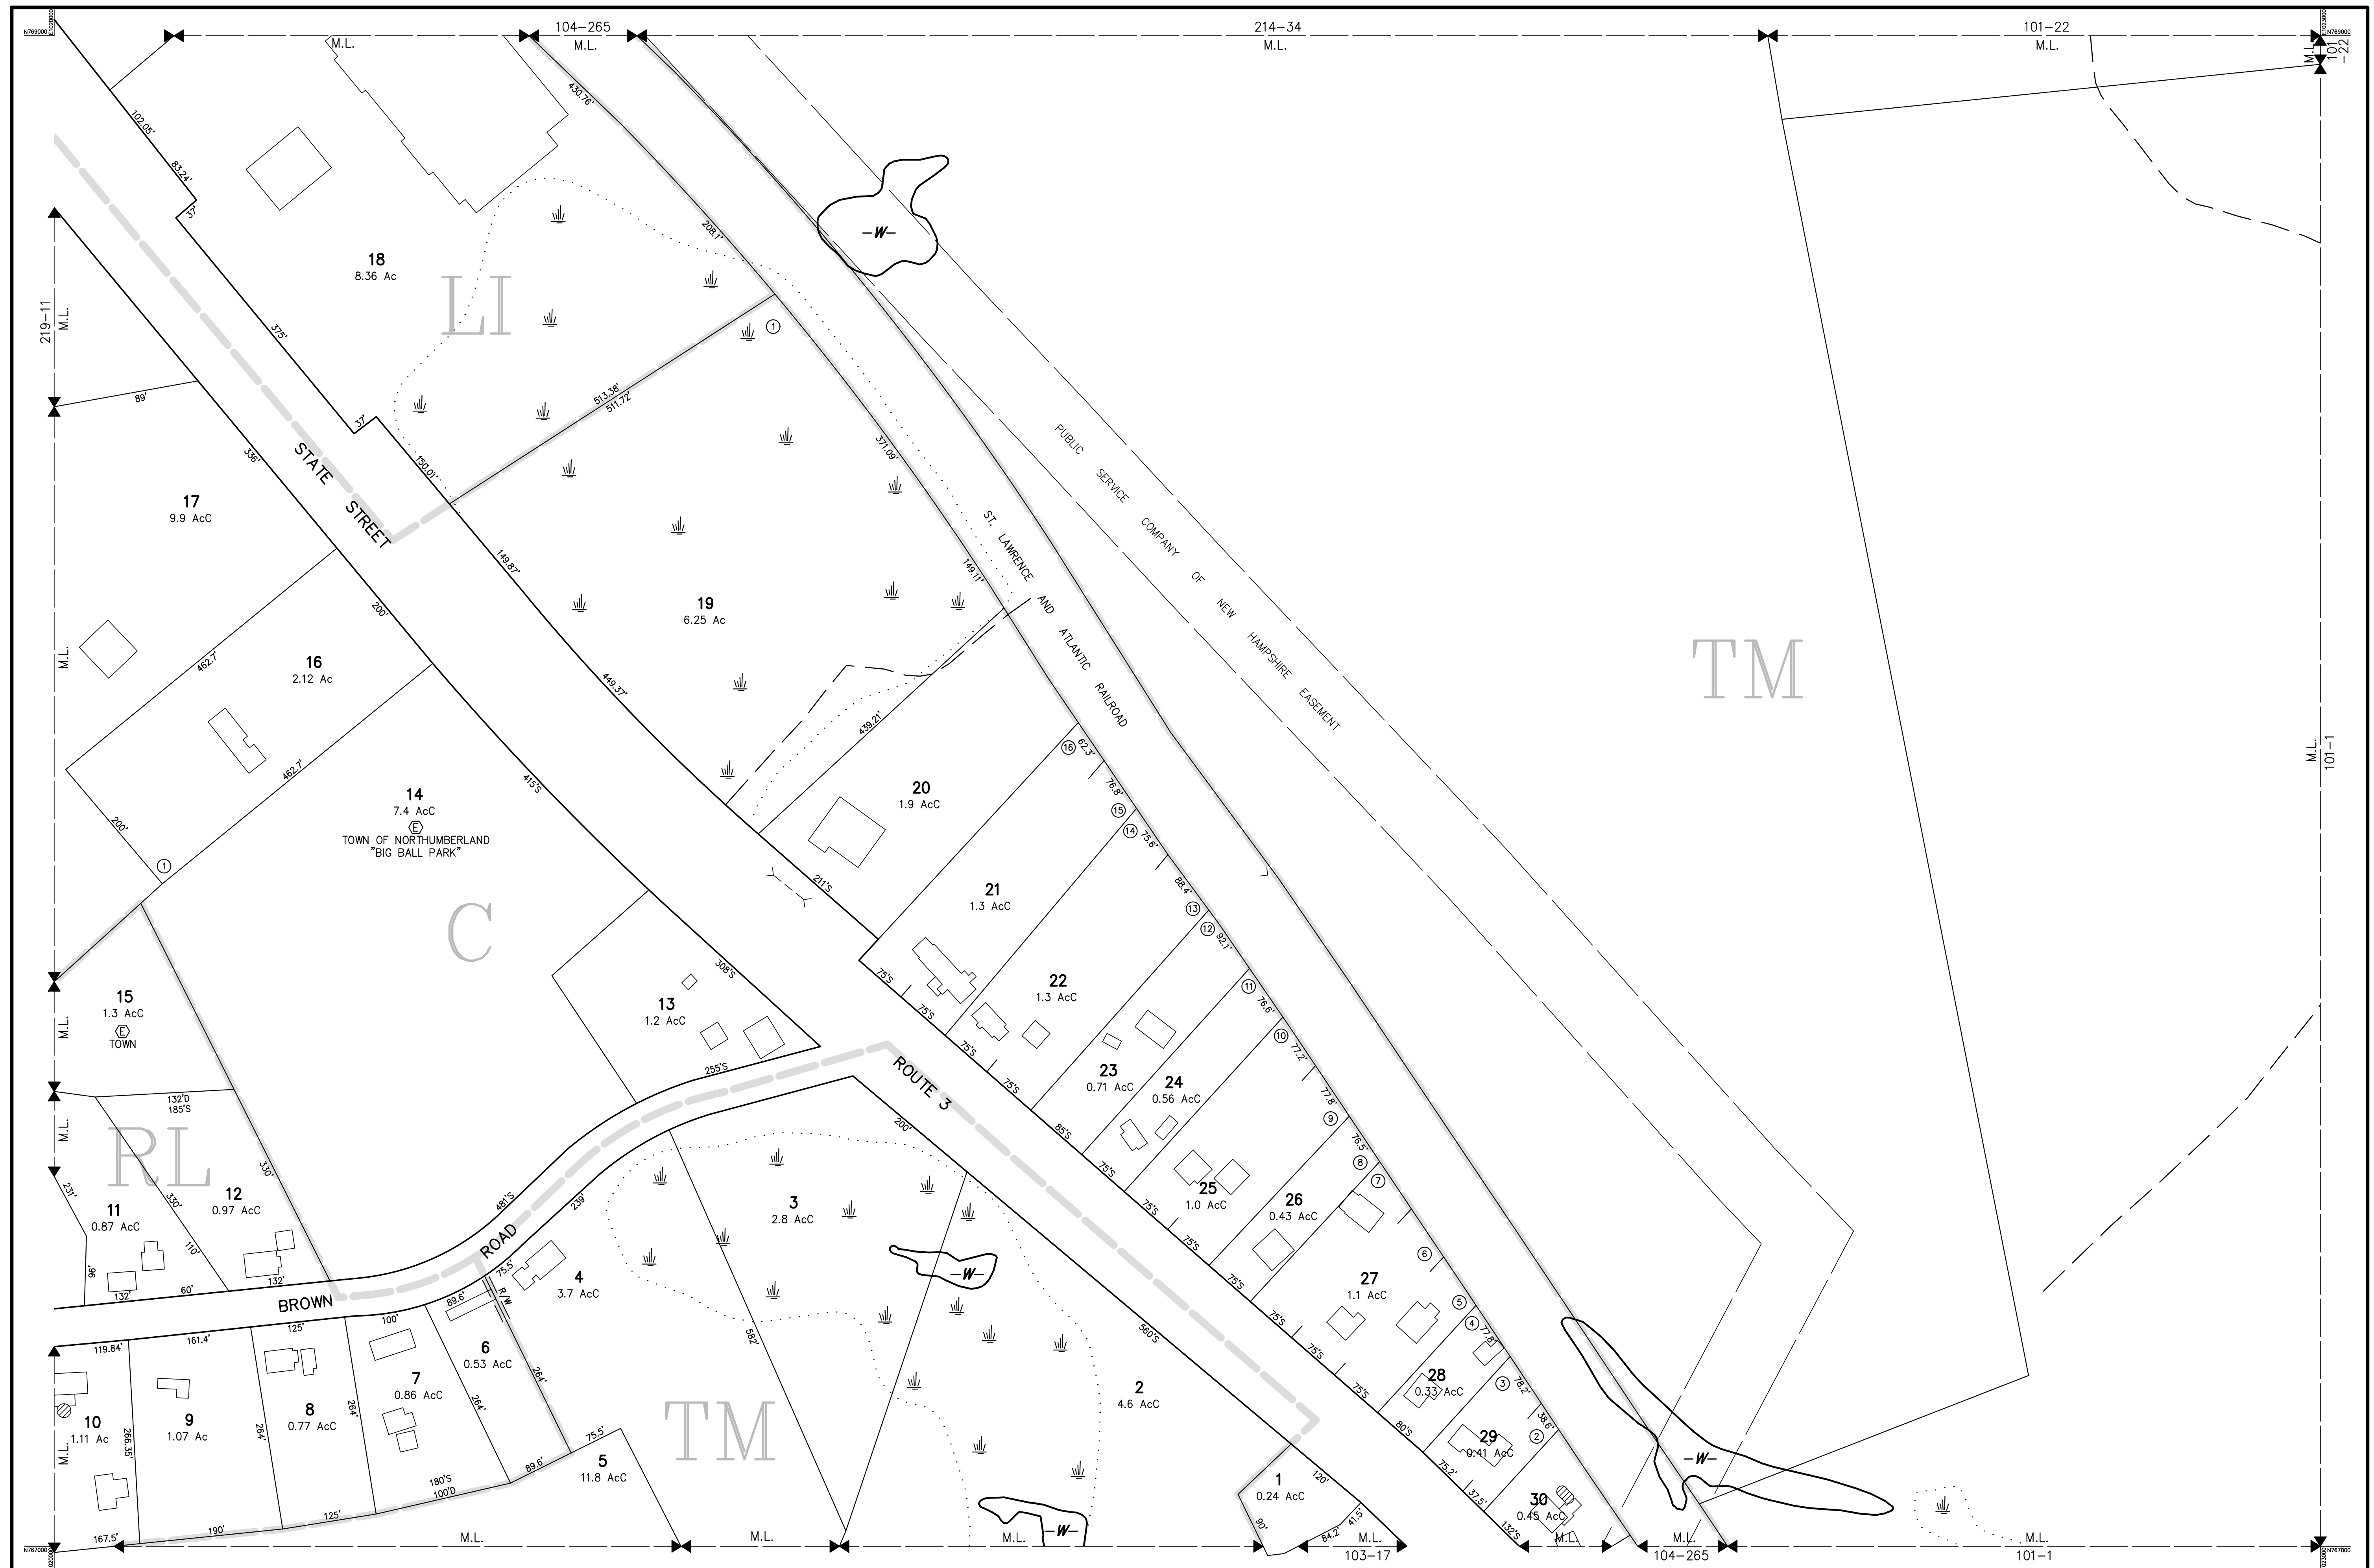 N769000
E1020000
104-265
M.L.
M.L.
214-34
M.L.
101-22
M.L.
N769000
M.L.
101
-22
430.76'
102.05'
83.24'
37'
208.1'
-W-
18
8.36 Ac
LI
219-11
M.L.
375'
1
513.38'
511.72'
89'
37'
150.01'
336'
STATE
STREET
371.09'
PUBLIC SERVICE COMPANY OF NEW HAMPSHIRE EASEMENT
17
9.9 AcC
ST. LAWRENCE AND ATLANTIC RAILROAD
149.87'
149.11'
200'
19
6.25 Ac
M.L.
462.7'
16
2.12 Ac
449.37'
TM
439.21'
16
62.3'
M.L.
101-1
462.7'
415'S
20
1.9 AcC
76.8'
14
7.4 AcC
E
TOWN OF NORTHUMBERLAND
"BIG BALL PARK"
200'
1
15
14
75.6'
211'S
21
1.3 AcC
88.4'
13
12
92.1'
C
308'S
75'S
75'S
22
1.3 AcC
11
76.6'
15
1.3 AcC
E
TOWN
M.L.
13
1.2 AcC
10
77.2'
75'S
75'S
255'S
ROUTE 3
23
0.71 AcC
24
0.56 AcC
77.8'
9
132'D
185'S
M.L.
RL
200'
85'S
75'S
76.5'
8
7
231'
330'
330'
12
0.97 AcC
11
0.87 AcC
481'S
239'
3
2.8 AcC
25
1.0 AcC
26
0.43 AcC
75'S
75'S
110'
96'
ROAD
-W-
6
75'S
27
1.1 AcC
132'
60'
132'
BROWN
75.5'
R/W
89.6'
4
3.7 AcC
75'S
5
4
77.8'
119.84'
161.4'
125'
100'
582'
560'S
75'S
6
0.53 AcC
264'
7
0.86 AcC
75'S
28
0.33 AcC
3
78.2'
2
4.6 AcC
264'
8
0.77 AcC
264'
264'
10
1.11 Ac
9
1.07 Ac
266.35'
TM
80'S
38.6'
2
29
0.41 AcC
M.L.
75.5'
5
11.8 AcC
89.6'
75.2'
-W-
180'S
100'D
1
0.24 AcC
120'
37.5'
30
0.45 AcC
125'
190'
167.5'
41.5'
84.2'
90'
132'S
-W-
N767000
M.L.
M.L.
M.L.
M.L.
103-17
M.L.
M.L.
104-265
M.L.
101-1
N767000